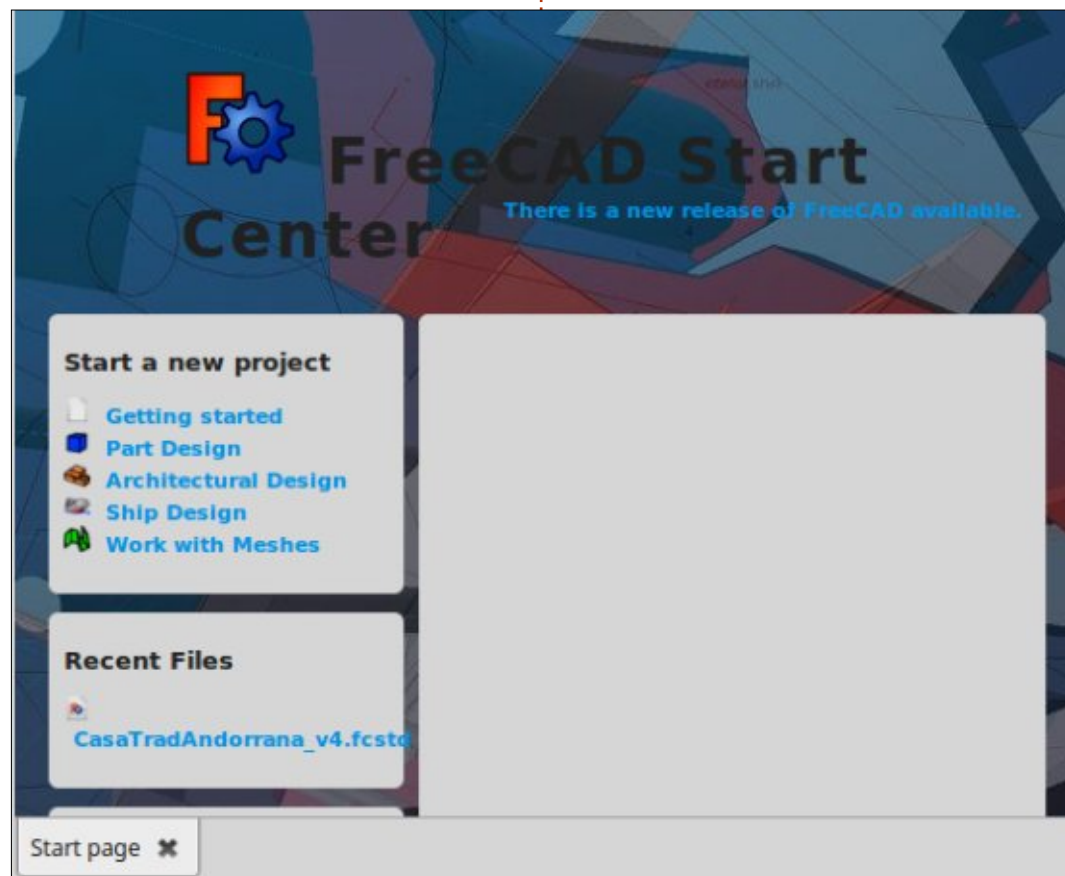 FreeCAD Start
Center
There is a new release of FreeCAD available.
Start a new project
Getting started
Part Design
Architectural Design
Ship Design
Work with Meshes
Recent Files
CasaTradAndorrana_v4.fcstd
Start page